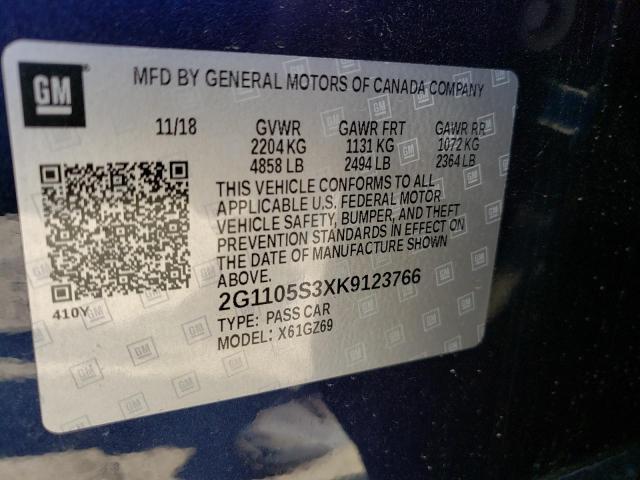 GM
MFD BY GENERAL MOTORS OF CANADA COMPANY
11/18 GVWR GAWR FRT GAWR RR
2204 KG 1131 KG 1072 KG
4858 LB 2494 LB 2364 LB
THIS VEHICLE CONFORMS TO ALL
APPLICABLE U.S. FEDERAL MOTOR
VEHICLE SAFETY, BUMPER, AND THEFT
PREVENTION STANDARDS IN EFFECT ON
THE DATE OF MANUFACTURE SHOWN
ABOVE.
2G1105S3XK9123766
410Y
TYPE: PASS CAR
MODEL: X61GZ69